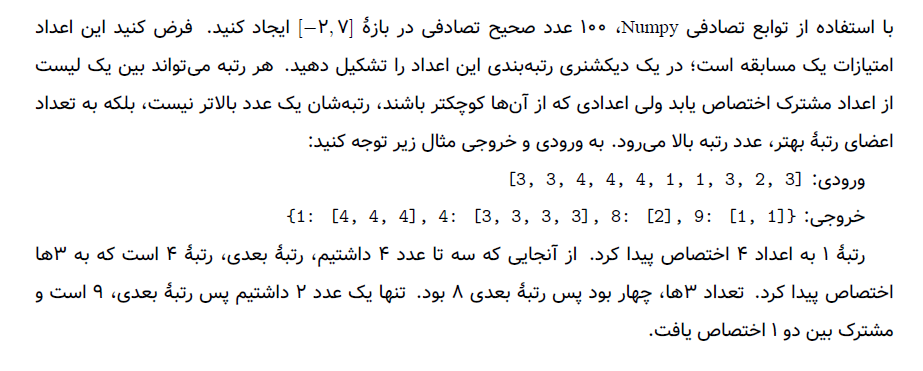 با استفاده از توابع تصادفی Numpy، ۱۰۰ عدد صحیح تصادفی در بازهٔ [−۲,۷] ایجاد کنید. فرض کنید این اعداد
امتیازات یک مسابقه است؛ در یک دیکشنری رتبه‌بندی این اعداد را تشکیل دهید. هر رتبه می‌تواند بین یک لیست
از اعداد مشترک اختصاص یابد ولی اعدادی که از آن‌ها کوچکتر باشند، رتبه‌شان یک عدد بالاتر نیست، بلکه به تعداد
اعضای رتبهٔ بهتر، عدد رتبه بالا می‌رود. به ورودی و خروجی مثال زیر توجه کنید:
ورودی: [3, 3, 4, 4, 4, 1, 1, 3, 2, 3]
خروجی: {1: [4, 4, 4], 4: [3, 3, 3, 3], 8: [2], 9: [1, 1]}
رتبهٔ ۱ به اعداد ۴ اختصاص پیدا کرد. از آنجایی که سه تا عدد ۴ داشتیم، رتبهٔ بعدی، رتبهٔ ۴ است که به ۳ها
اختصاص پیدا کرد. تعداد ۳ها، چهار بود پس رتبهٔ بعدی ۸ بود. تنها یک عدد ۲ داشتیم پس رتبهٔ بعدی، ۹ است و
مشترک بین دو ۱ اختصاص یافت.